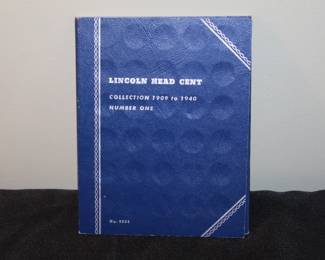 LINCOLN HEAD CENT
COLLECTION 1909 to 1940
NUMBER ONE